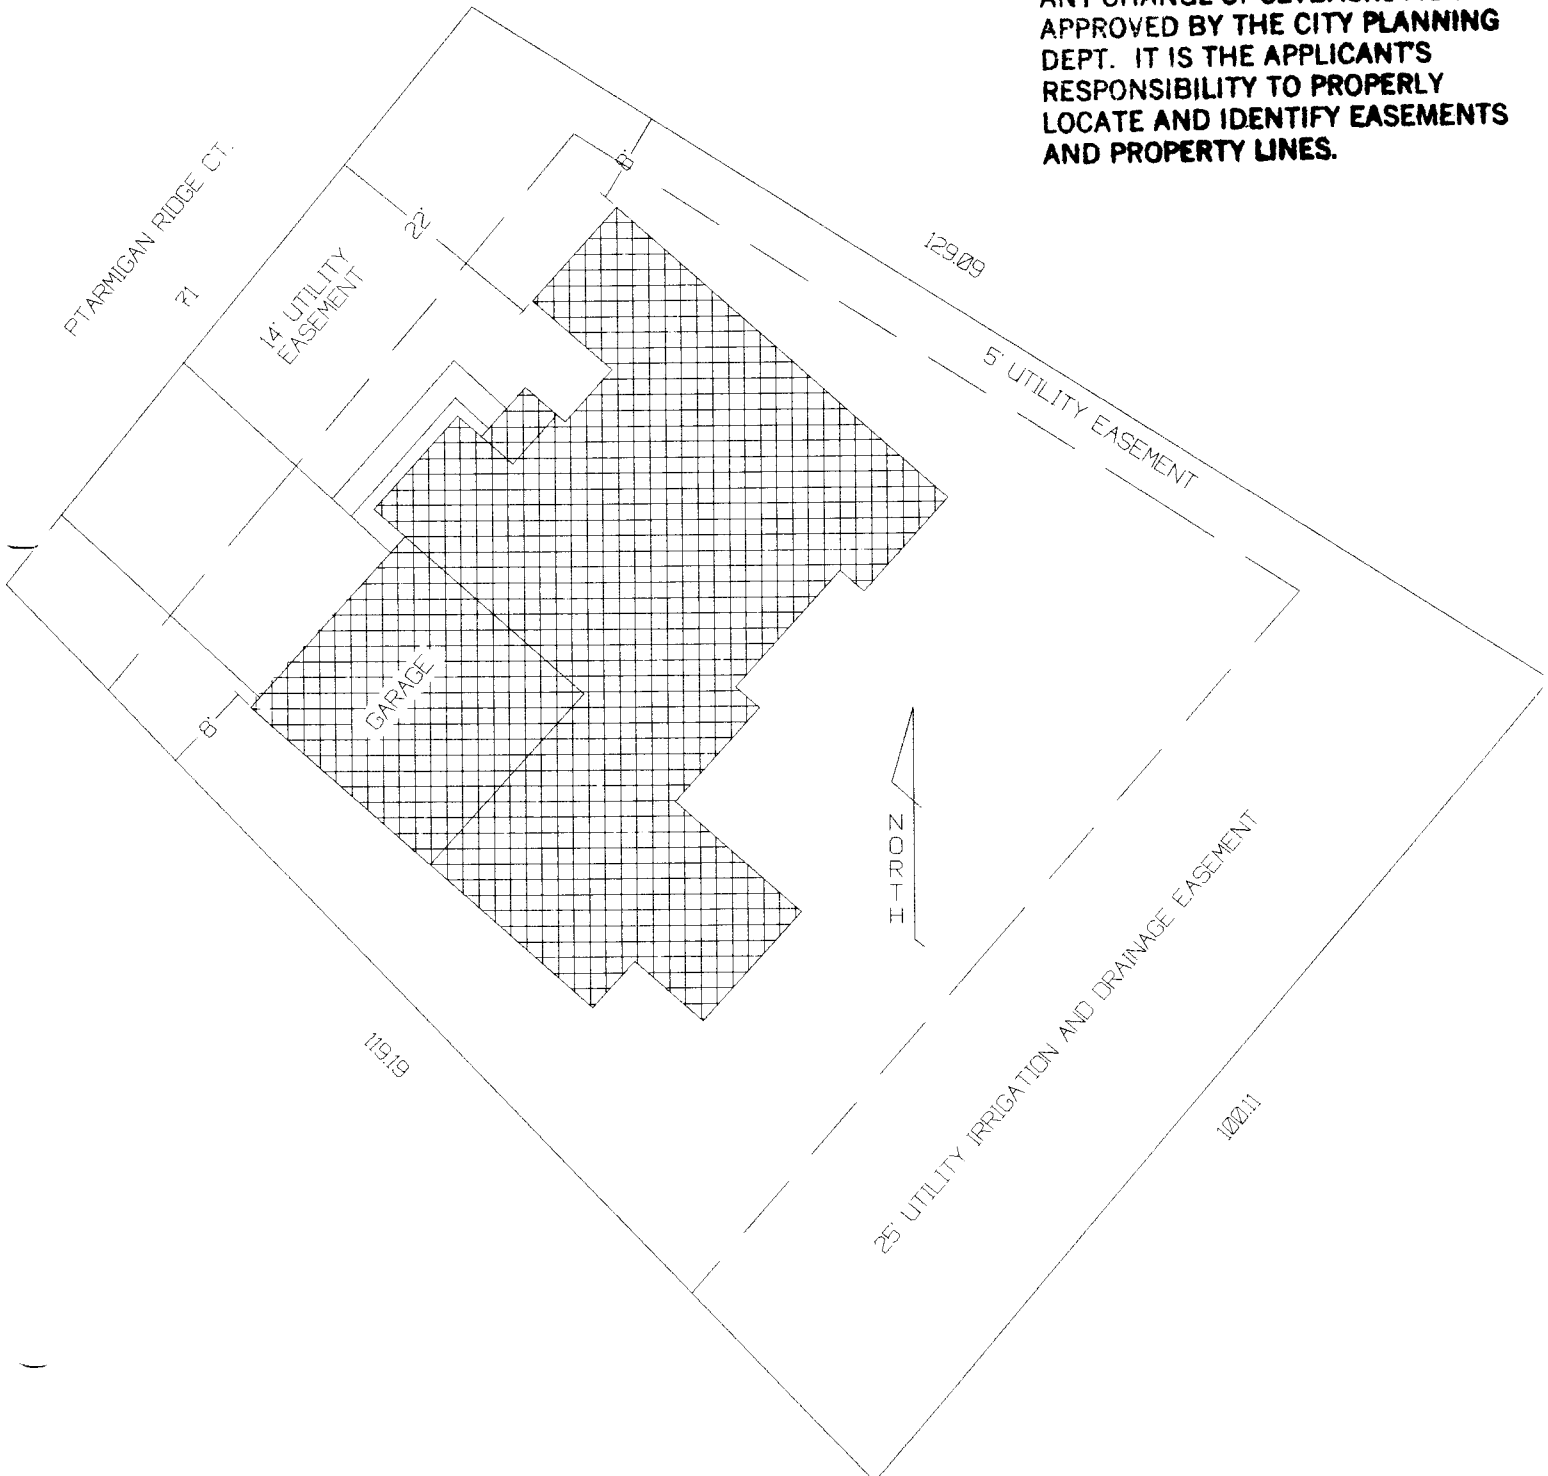 APPROVED BY THE CITY PLANNING
DEPT. IT IS THE APPLICANT'S
RESPONSIBILITY TO PROPERLY
LOCATE AND IDENTIFY EASEMENTS
AND PROPERTY LINES.
PTARMIGAN RIDGE CT.
71
14' UTILITY
EASEMENT
22'
8'
129.09
5' UTILITY EASEMENT
GARAGE
8'
NORTH
25' UTILITY IRRIGATION AND DRAINAGE EASEMENT
119.19
100.11